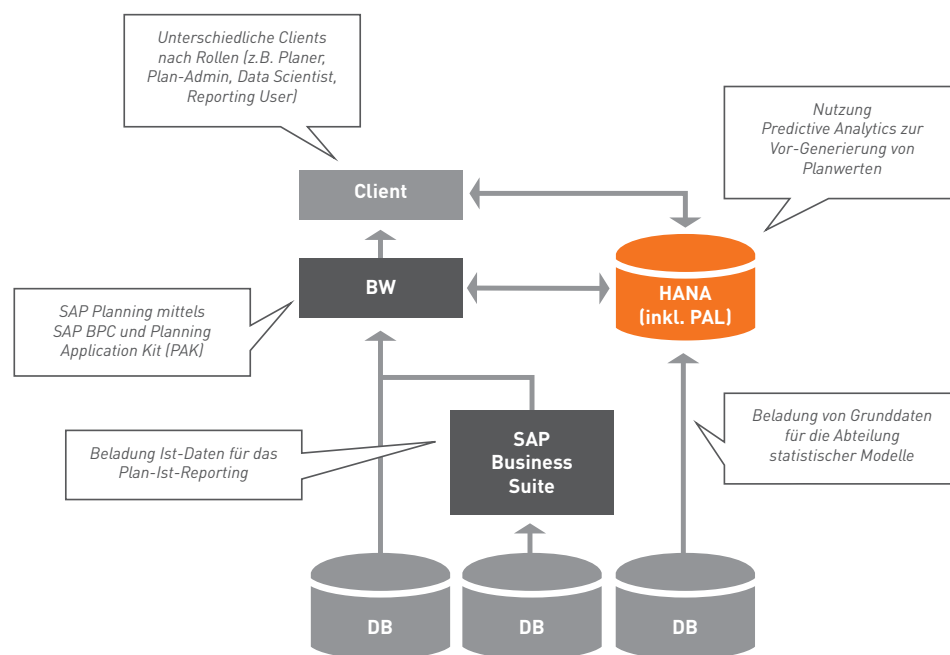 Unterschiedliche Clients
nach Rollen (z.B. Planer,
Plan-Admin, Data Scientist,
Reporting User)
Nutzung
Predictive Analytics zur
Vor-Generierung von
Planwerten
Client
BW
HANA
(inkl. PAL)
SAP Planning mittels
SAP BPC und Planning
Application Kit (PAK)
Beladung Ist-Daten für das
Plan-Ist-Reporting
SAP
Business
Suite
Beladung von Grunddaten
für die Abteilung
statistischer Modelle
DB
DB
DB